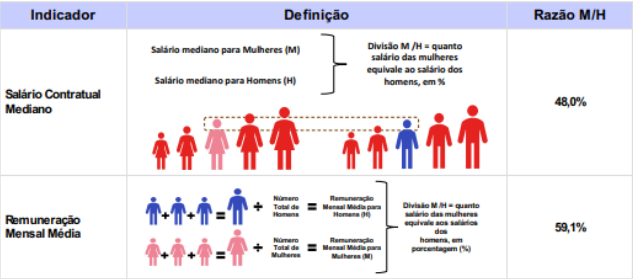 Indicador
Definição
Razão M/H
Salário Contratual
Mediano
Salário mediano para Mulheres (M)
Salário mediano para Homens (H)
Divisão M /H = quanto
salário das mulheres
equivale ao salário dos
homens, em %
48,0%
Remuneração
Mensal Média
+ + = ÷
Número
Total de
Homens
=
Remuneração
Mensal Média para
Homens (H)
+ + = ÷
Número
Total de
Mulheres
=
Remuneração
Mensal Média para
Mulheres (M)
Divisão M /H = quanto
salário das mulheres
equivale aos salários
dos
homens, em
porcentagem (%)
59,1%